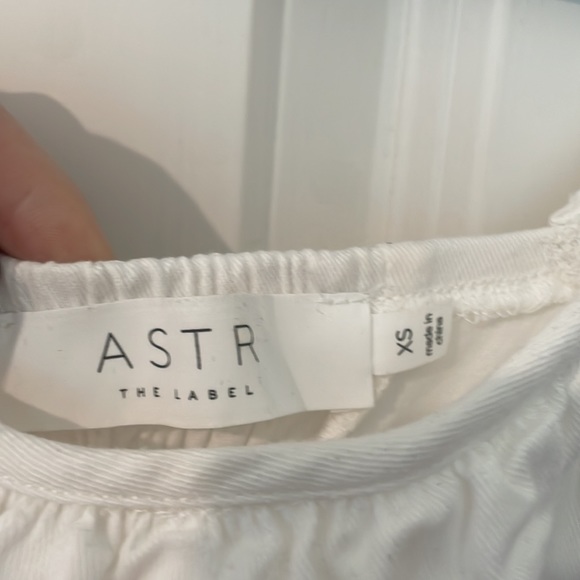 ASTR
THE LABEL
XS
made in
china